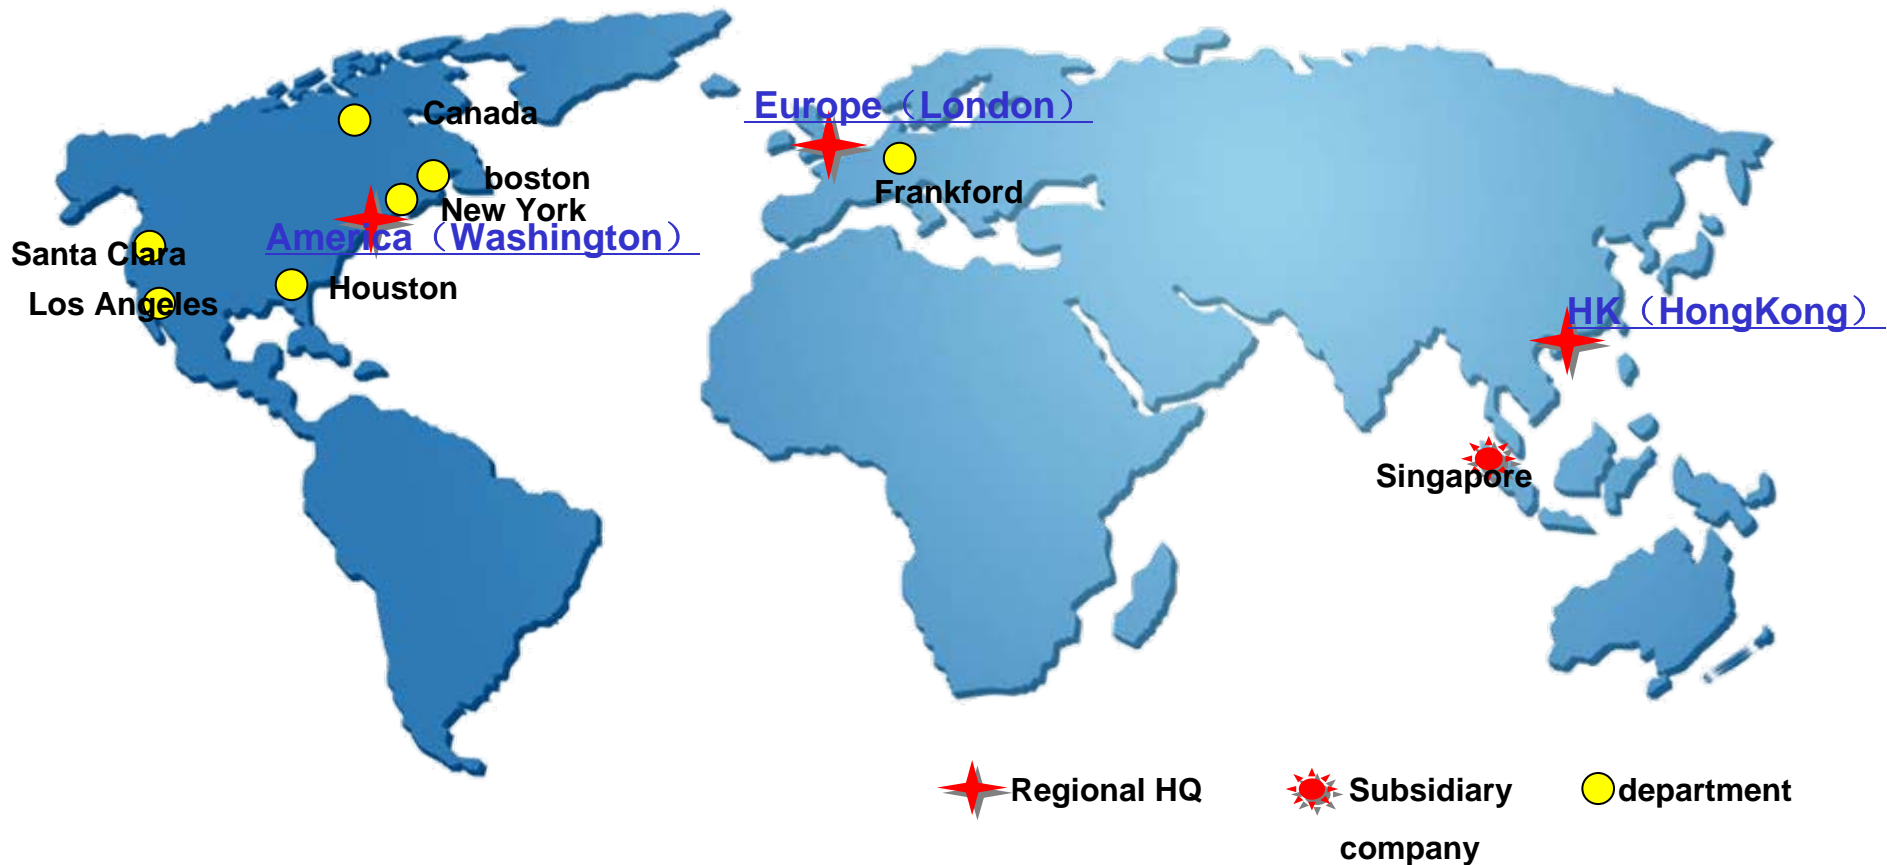 Europe（London）
Canada
boston
Frankford
New York
America（Washington）
Santa Clara
Houston
Los Angeles
HK（HongKong）
Singapore
Regional HQ
Subsidiary
company
department